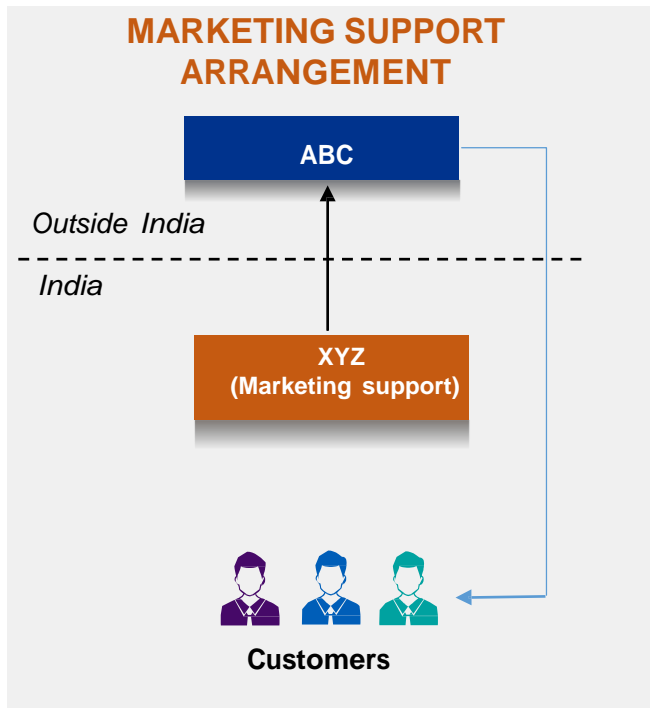 MARKETING SUPPORT
ARRANGEMENT
ABC
Outside India
India
XYZ
(Marketing support)
Customers